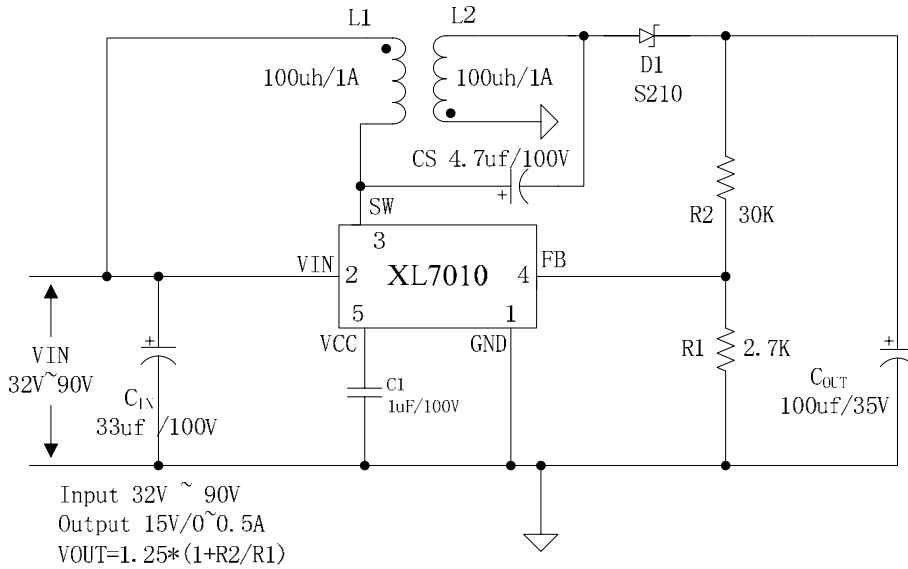 L1
L2
100uh/1A
100uh/1A
D1
S210
CS 4.7uf/100V
SW
3
R2
30K
VIN
2
XL7010
4
FB
5
1
VCC
GND
R1
2.7K
VIN
32V~90V
+
CIN
33uf /100V
C1
1uF/100V
+
+
COUT
100uf/35V
Input 32V ~ 90V
Output 15V/0~0.5A
VOUT=1.25*(1+R2/R1)